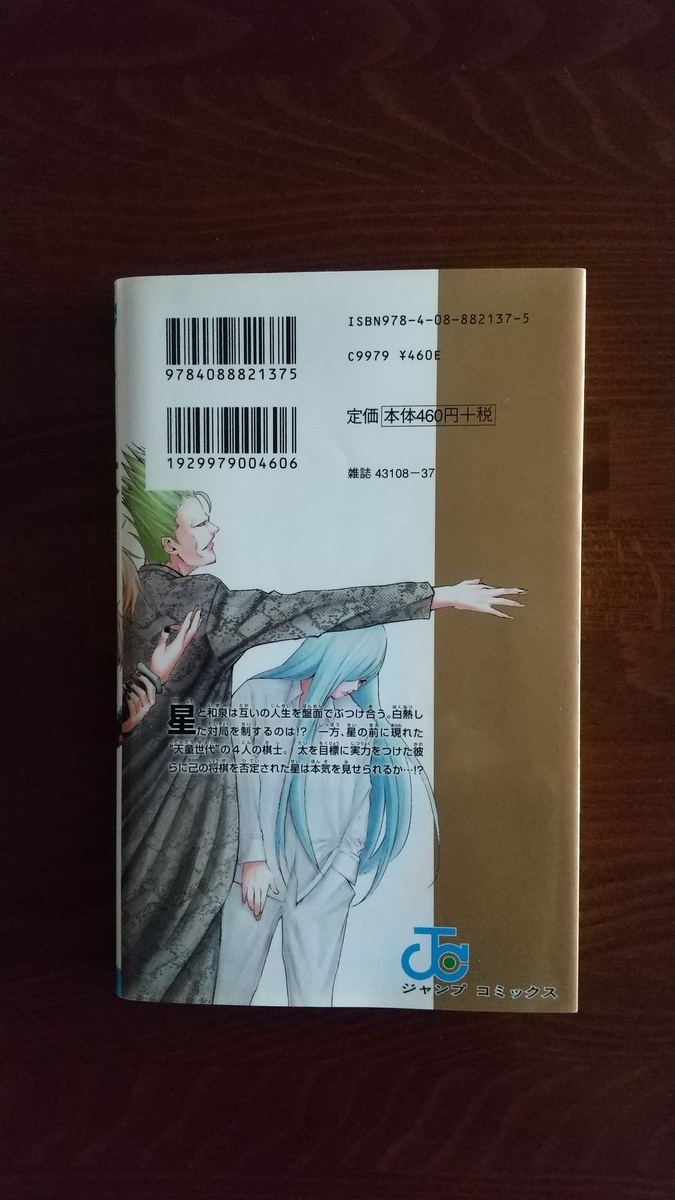 ISBN978-4-08-882137-5
9784088821375
C9979 ¥460E
定価 本体460円+税
1929979004606
雑誌 43108-37
星と和泉は互いの人生を盤面でぶつけ合う。白熱し
た対局を制するのは!? 一方、星の前に現れた
“天童世代”の4人の棋士。太を目標に実力をつけた彼
らに己の将棋を否定された星は本気を見せられるか…!?
JC
ジャンプ コミックス